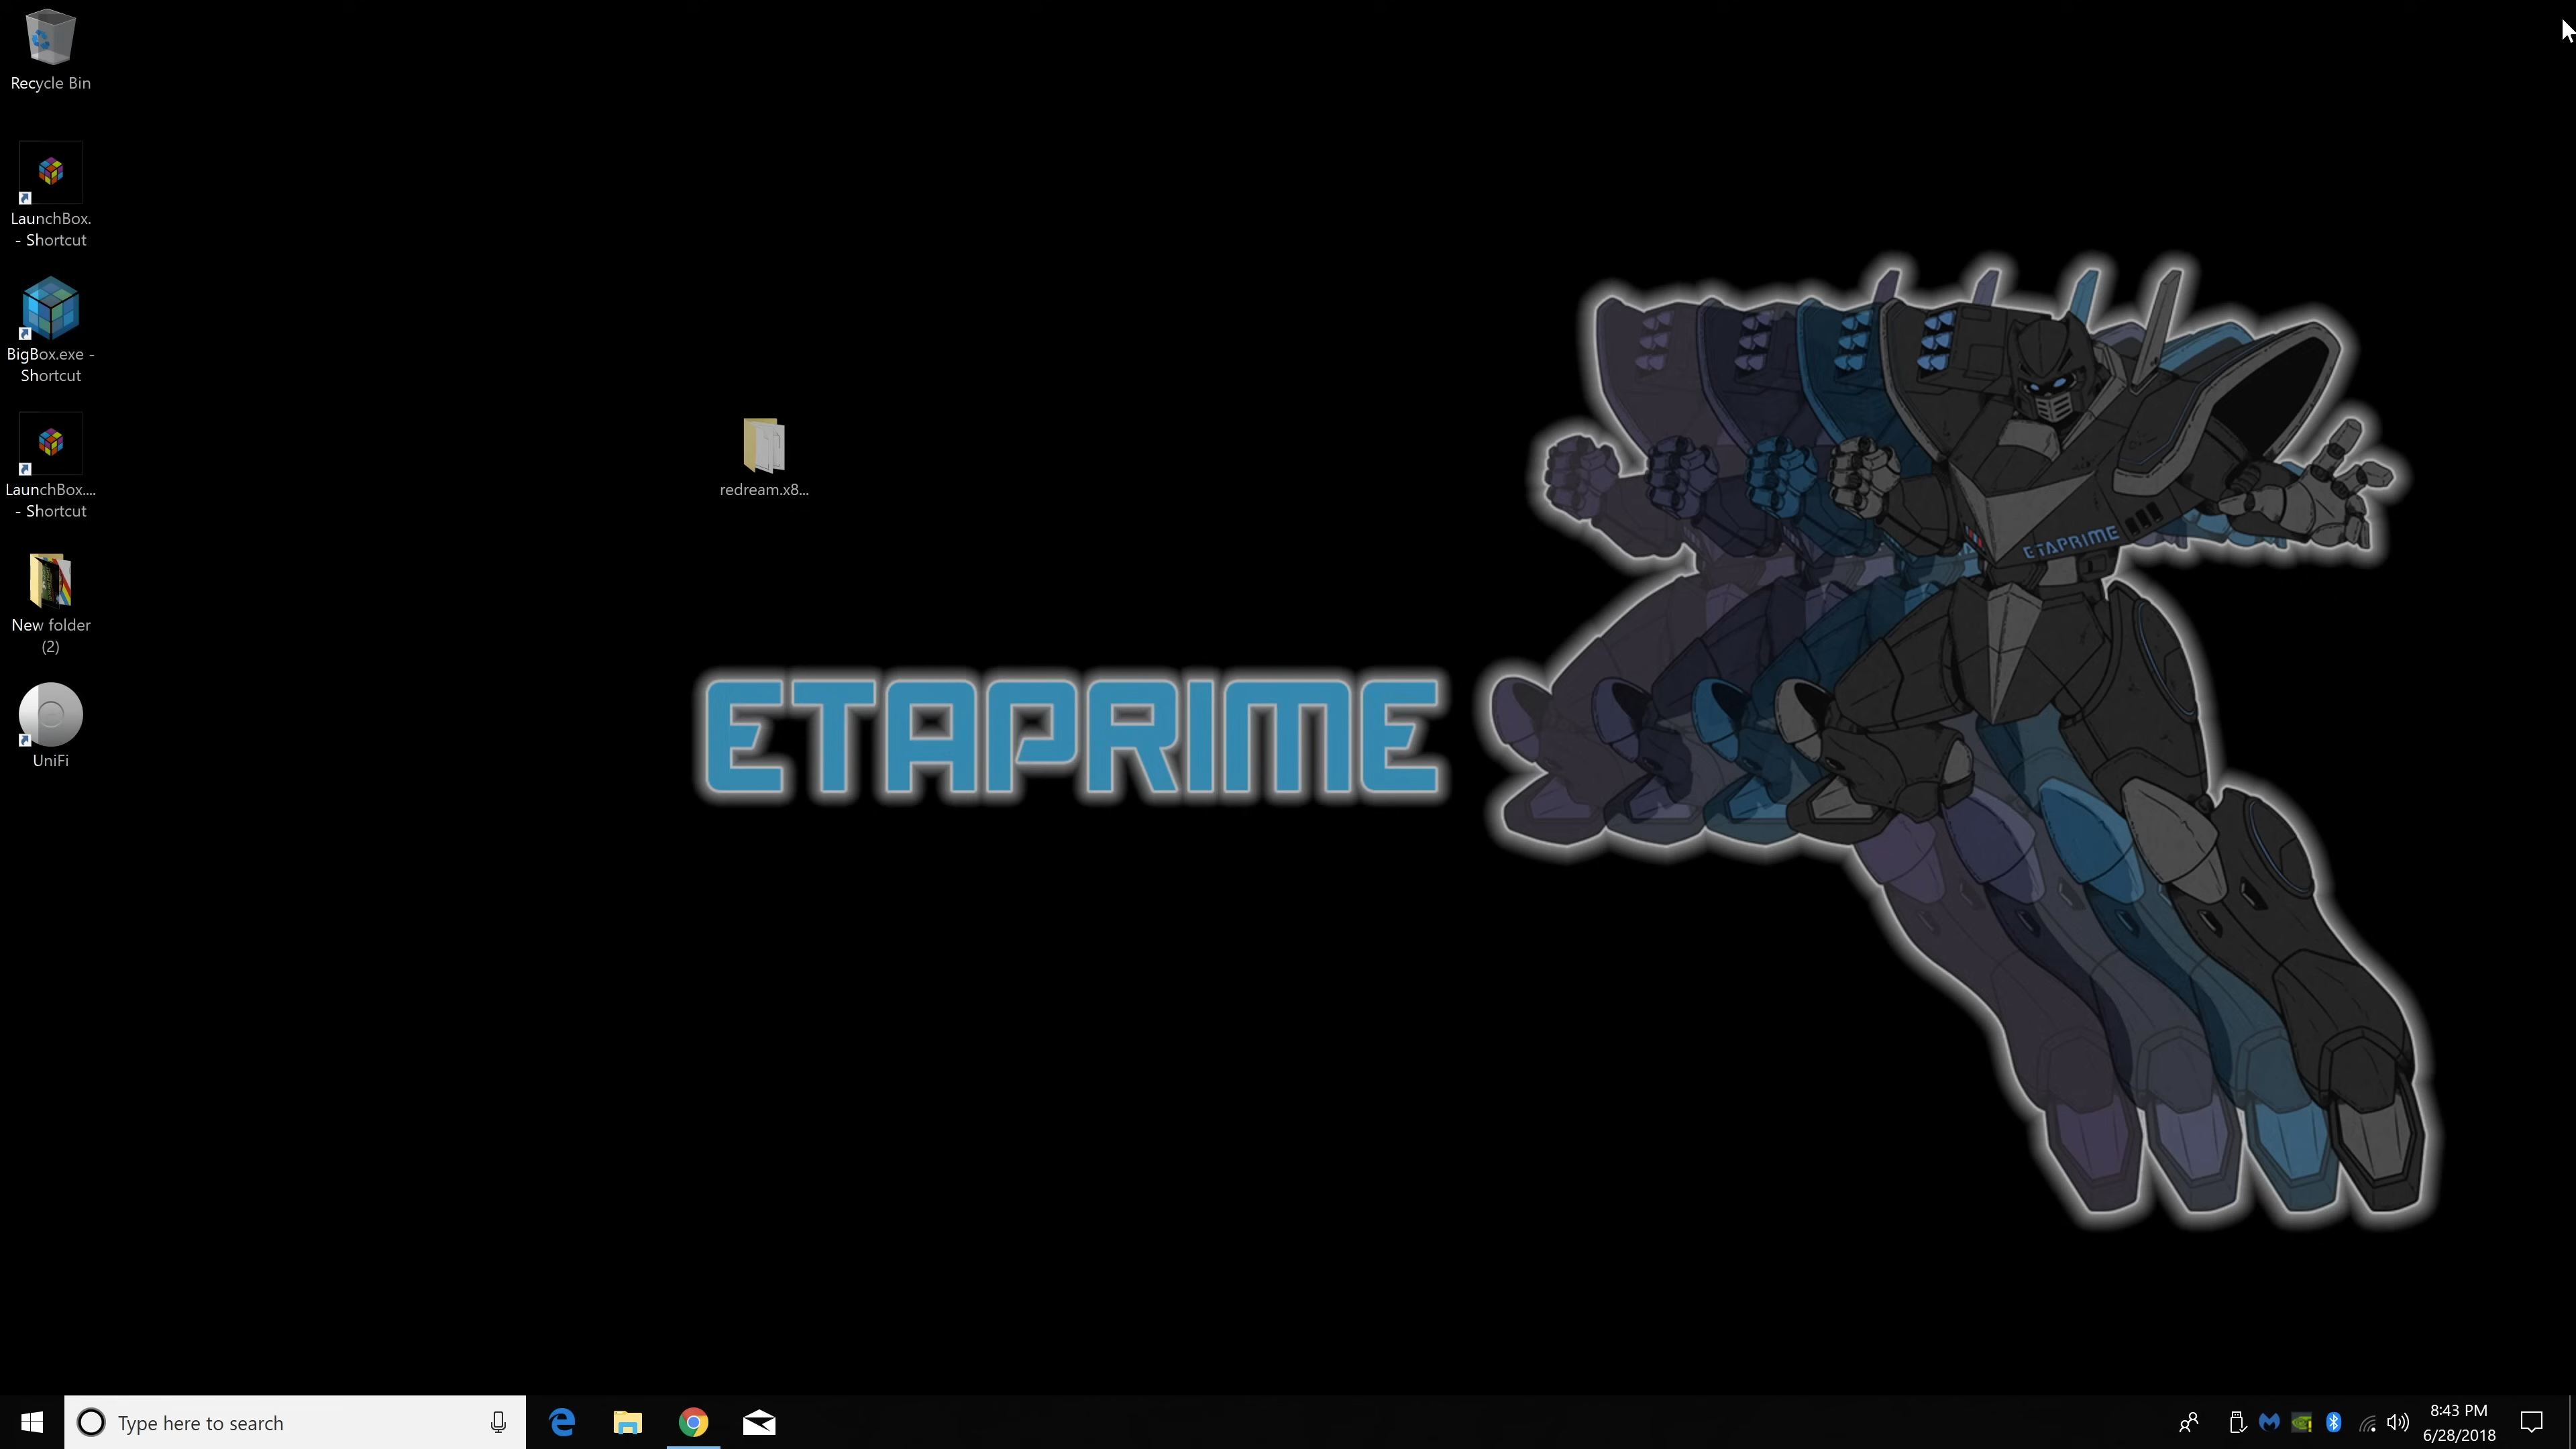 Recycle Bin
LaunchBox.
- Shortcut
BigBox.exe -
Shortcut
LaunchBox....
- Shortcut
New folder
(2)
UniFi
redream.x8...
ETAPRIME
ETAPRIME
Type here to search
8:43 PM
6/28/2018